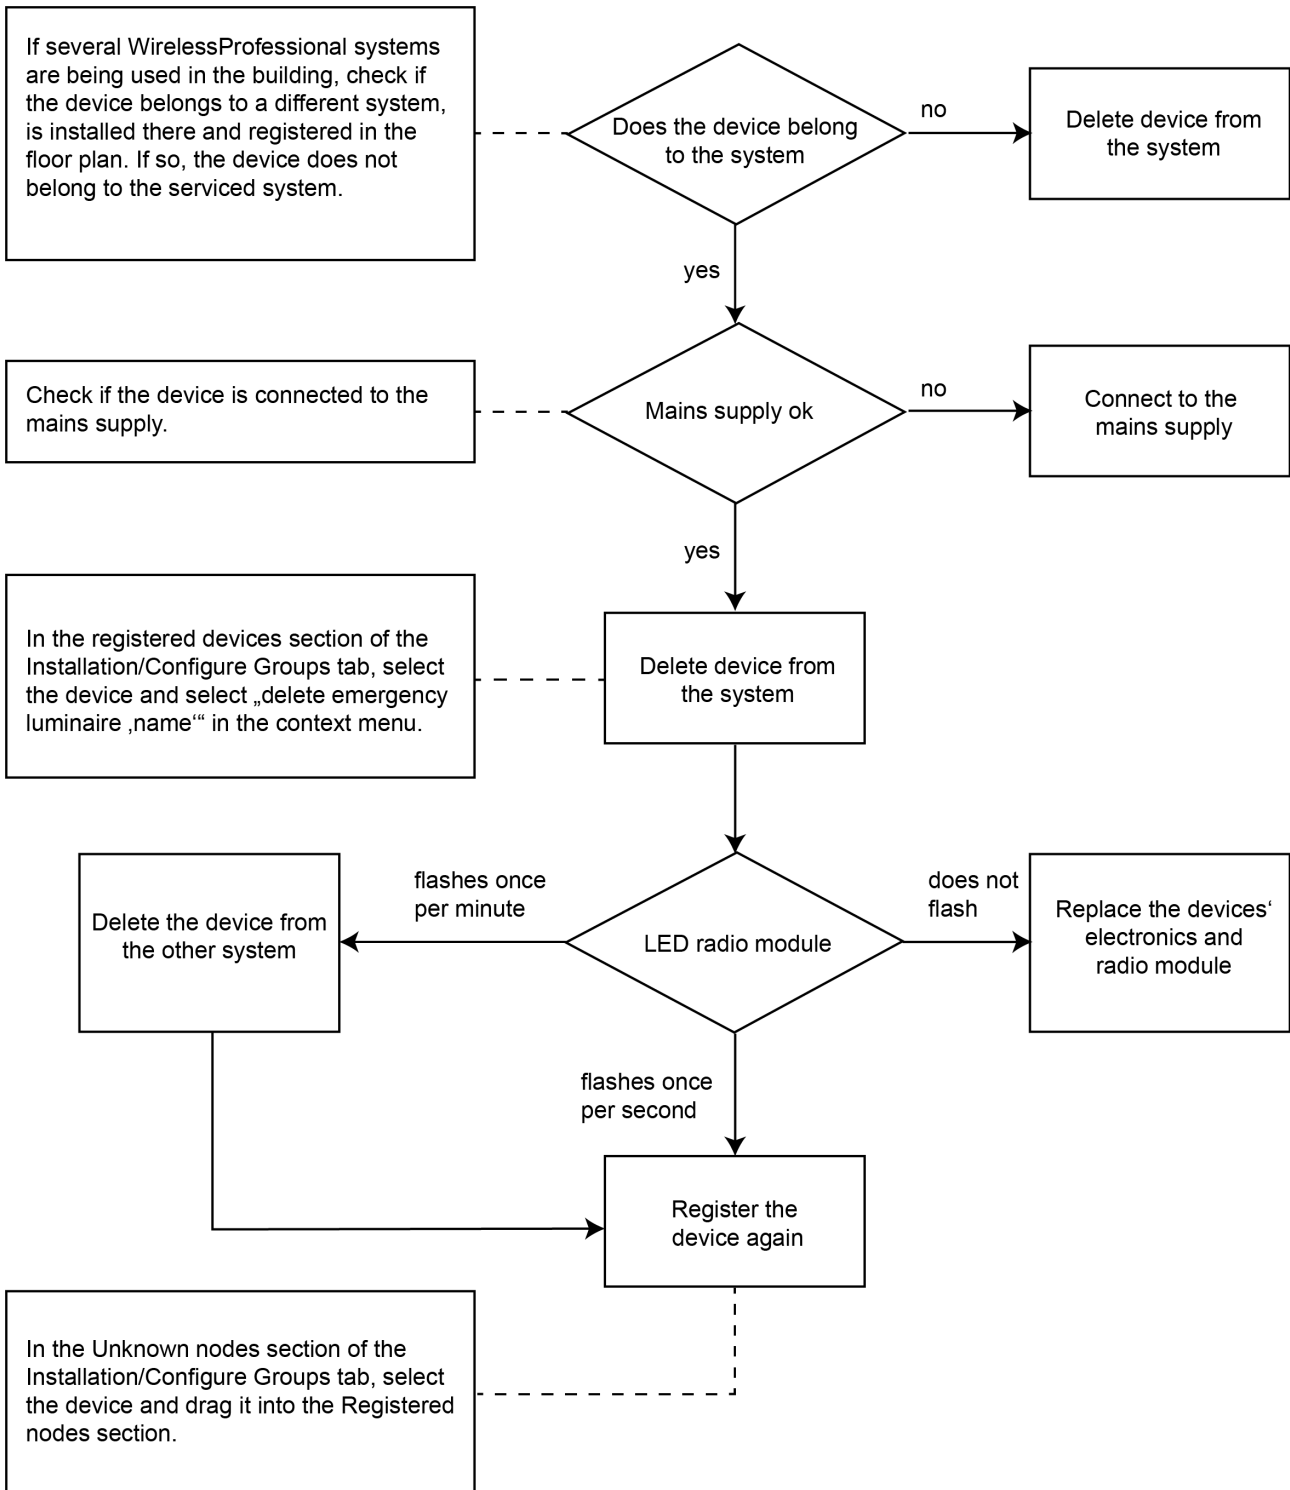 If several WirelessProfessional systems
are being used in the building, check if
the device belongs to a different system,
is installed there and registered in the
floor plan. If so, the device does not
belong to the serviced system.
Does the device belong
to the system
no
Delete device from
the system
yes
Check if the device is connected to the
mains supply.
Mains supply ok
no
Connect to the
mains supply
yes
In the registered devices section of the
Installation/Configure Groups tab, select
the device and select „delete emergency
luminaire ‚name‘“ in the context menu.
Delete device from
the system
flashes once
per minute
Delete the device from
the other system
LED radio module
does not
flash
Replace the devices‘
electronics and
radio module
flashes once
per second
Register the
device again
In the Unknown nodes section of the
Installation/Configure Groups tab, select
the device and drag it into the Registered
nodes section.